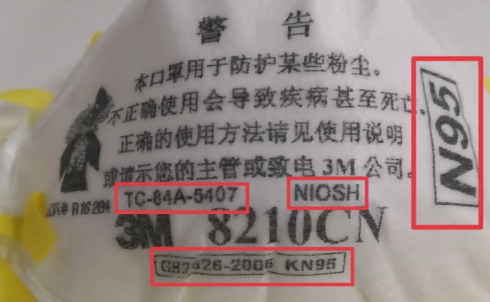 警告
本口罩用于防护某些粉尘。
不正确使用会导致疾病甚至死亡.
正确的使用方法请见使用说明
或请示您的主管或致电 3M 公司。
N95
TC-84A-5407 NIOSH
R16284
3M 8210CN
GB2626-2006 KN95